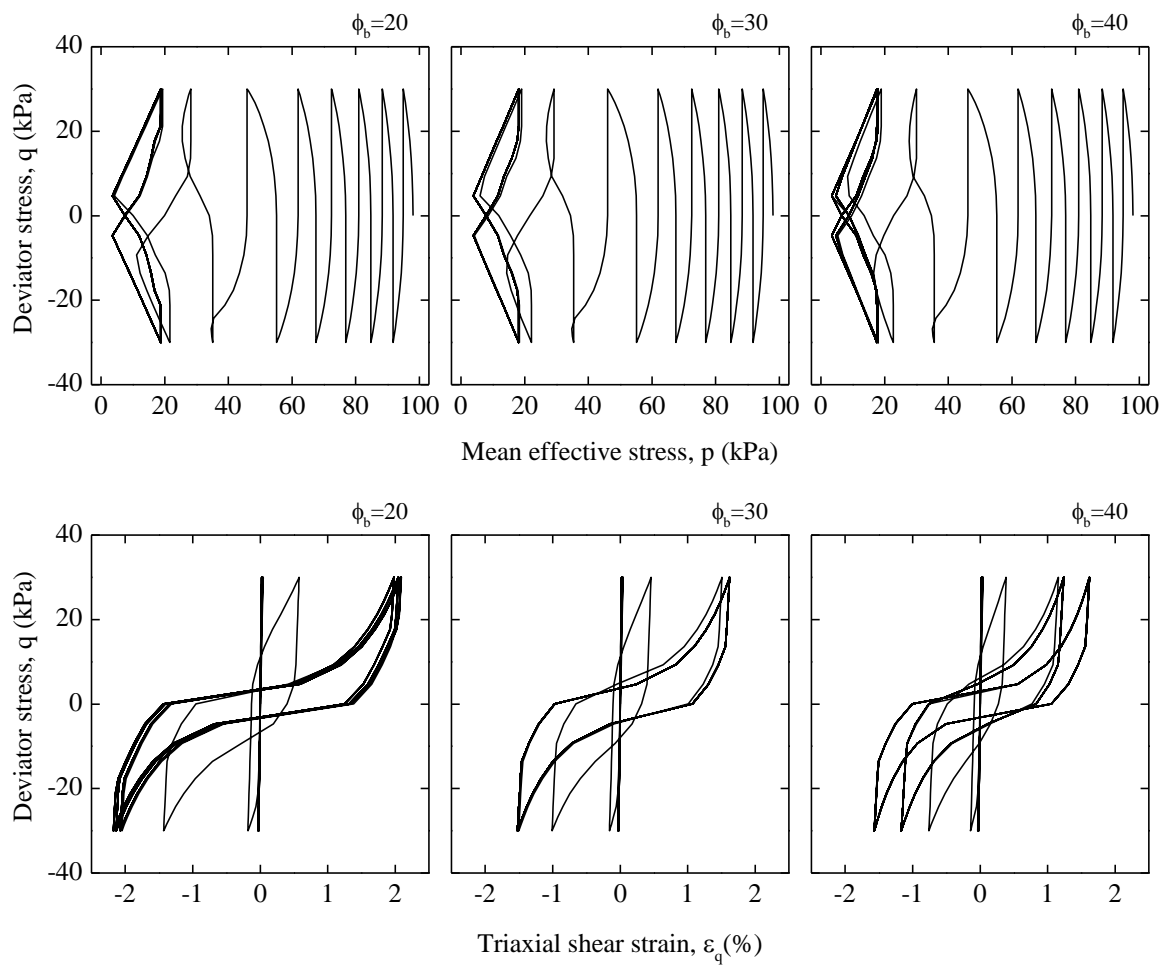 ϕb=20 ϕb=30 ϕb=40
40
20
0
-20
-40
Deviator stress, q (kPa)
0 20 40 60 80 100 0 20 40 60 80 100 0 20 40 60 80 100
Mean effective stress, p (kPa)
ϕb=20 ϕb=30 ϕb=40
40
20
0
-20
-40
Deviator stress, q (kPa)
-2 -1 0 1 2 -2 -1 0 1 2 -2 -1 0 1 2
Triaxial shear strain, εq(%)